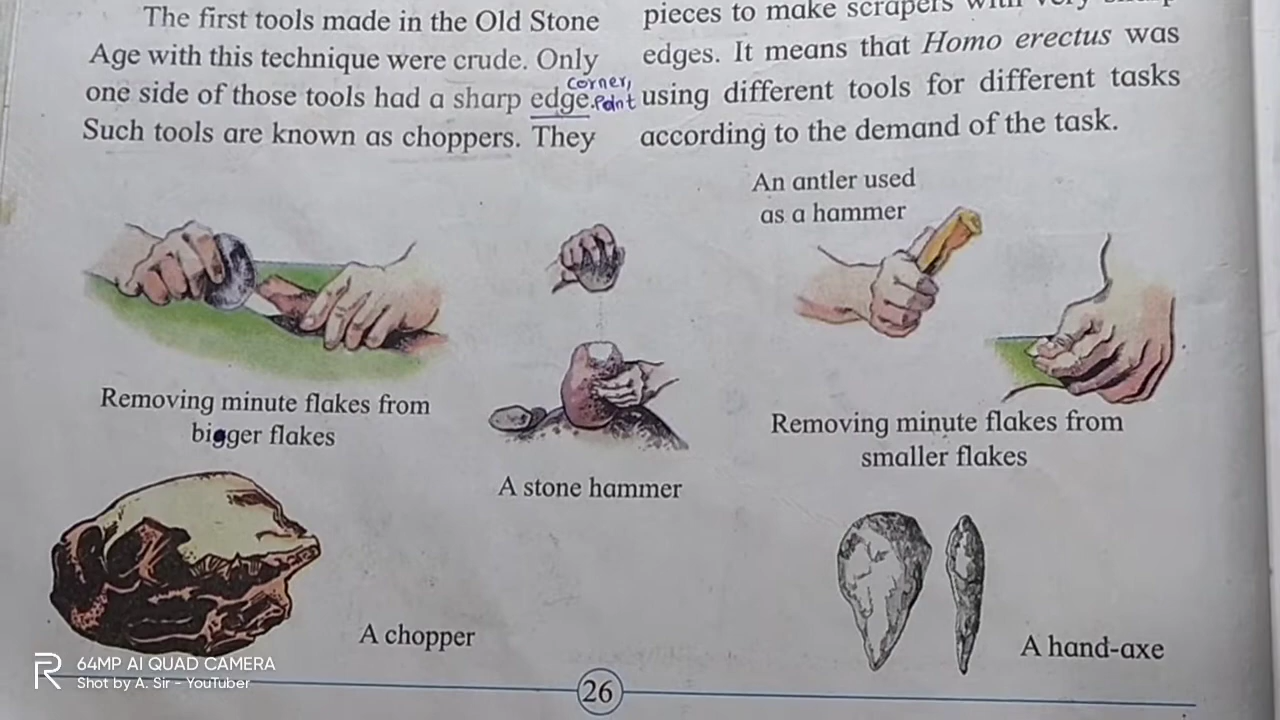 The first tools made in the Old Stone
Age with this technique were crude. Only
corner,
one side of those tools had a sharp edge. Point
Such tools are known as choppers. They
pieces to make scrapers with very sharp
edges. It means that Homo erectus was
using different tools for different tasks
according to the demand of the task.
An antler used
as a hammer
Removing minute flakes from
bigger flakes
A stone hammer
Removing minute flakes from
smaller flakes
A chopper
A hand-axe
64MP AI QUAD CAMERA
Shot by A. Sir - YouTuber
26